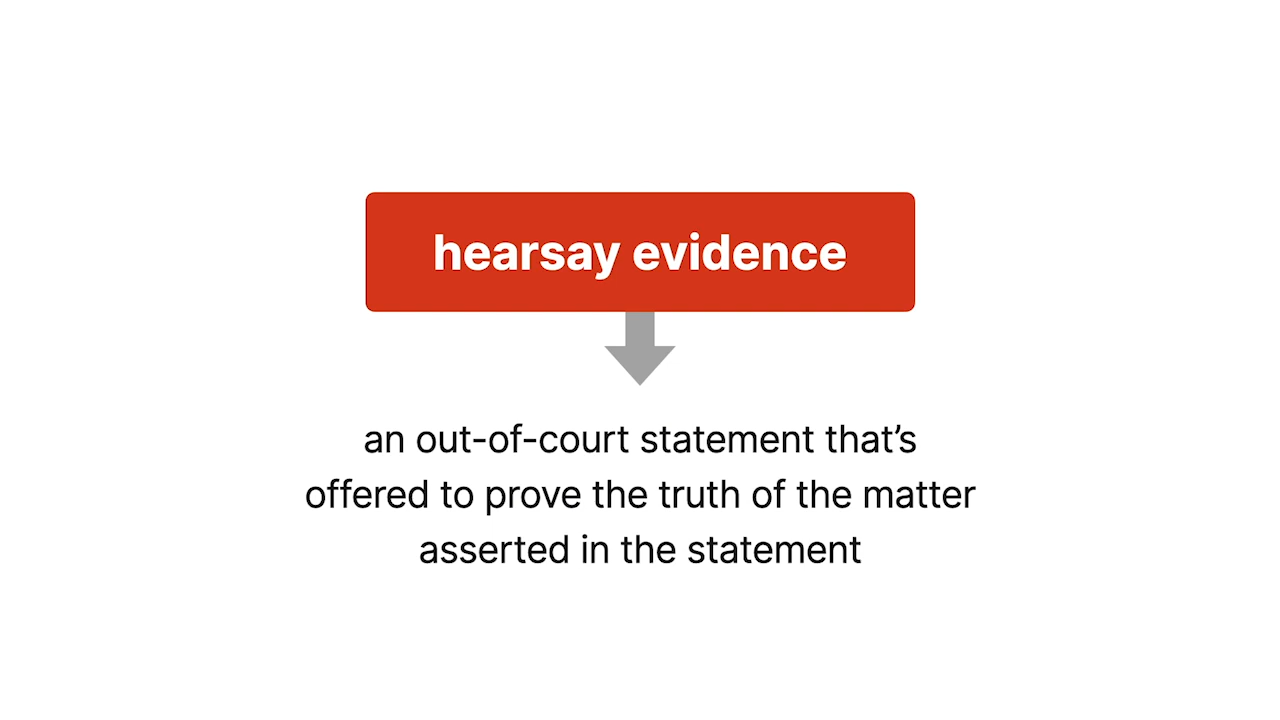 hearsay evidence
an out-of-court statement that’s
offered to prove the truth of the matter
asserted in the statement